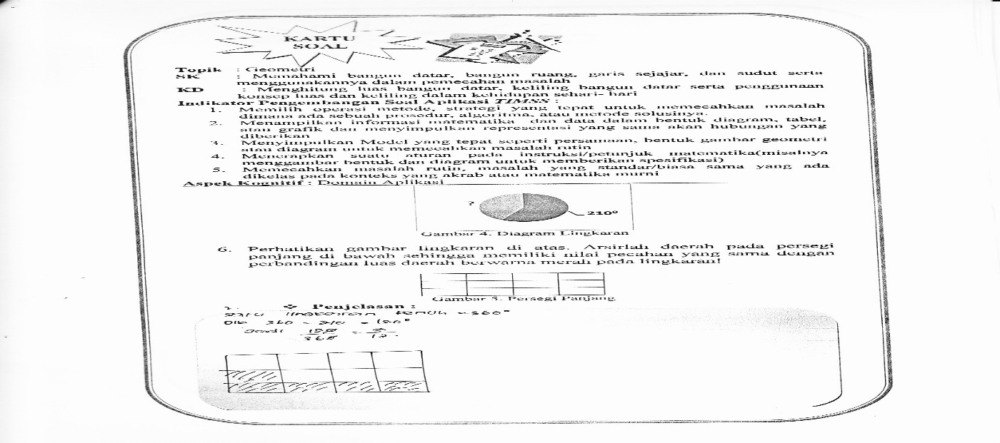 KARTU
SOAL
Topik : Geometri
SK : Memahami bangun datar, bangun ruang, garis sejajar, dan sudut serta
menggunakannya dalam pemecahan masalah
KD : Menghitung luas bangun datar, keliling bangun datar serta penggunaan
konsep luas dan keliling dalam kehidupan sehari- hari
Indikator Pengembangan Soal Aplikasi TIMSS :
1. Memilih operasi metode, strategi yang tepat untuk memecahkan masalah
dimana ada sebuah prosedur, algoritma, atau metode solusinya.
2. Menampilkan informasi matematika dan data dalam bentuk diagram, tabel,
atau grafik dan menyimpulkan representasi yang sama akan hubungan yang
diberikan
3. Menyimpulkan Model yang tepat seperti persamaan, bentuk gambar geometri
atau diagram untuk memecahkan masalah rutin
4. Menerapkan suatu aturan pada instruksi/petunjuk matematika(misalnya
menggambar bentuk dan diagram untuk memberikan spesifikasi)
5. Memecahkan masalah rutin, masalah yang standar/biasa sama yang ada
dikelas pada konteks yang akrab atau matematika murni
Aspek Kognitif : Domain Aplikasi
?
210⁰
Gambar 4. Diagram Lingkaran
6. Perhatikan gambar lingkaran di atas. Arsirlah daerah pada persegi
panjang di bawah sehingga memiliki nilai pecahan yang sama dengan
perbandingan luas daerah berwarna merah pada lingkaran!
Gambar 5. Persegi Panjang
❖ Penjelasan :
satu lingkaran penuh = 360°
360 - 210 = 150°
Jadi 150/360 = 5/12